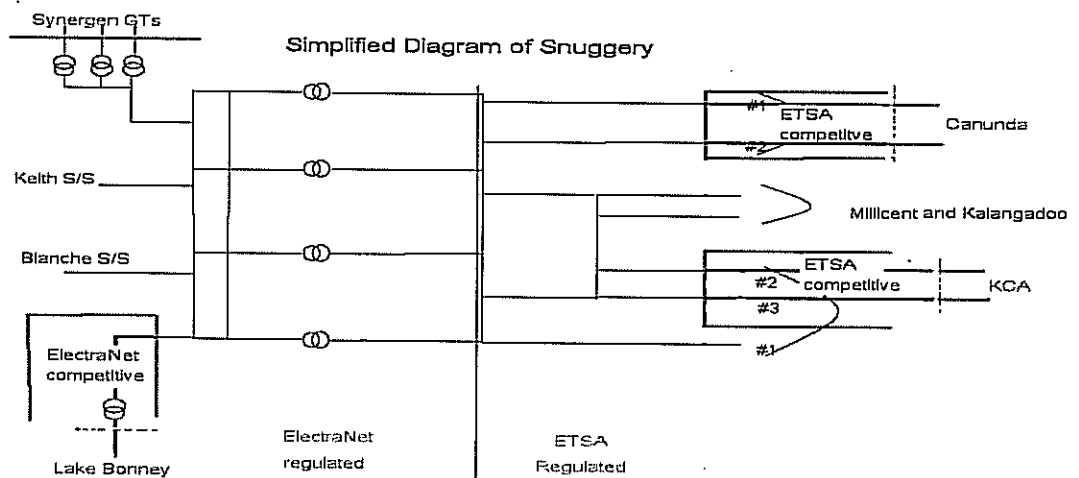 Synergen GTs
Simplified Diagram of Snuggery
#1
ETSA
competitve
#2
Canunda
Keith S/S
Millicent and Kalangadoo
Blanche S/S
ETSA
competitive
#2
#3
KCA
#1
ElectraNet
competitive
Lake Bonney
ElectraNet
regulated
ETSA
Regulated